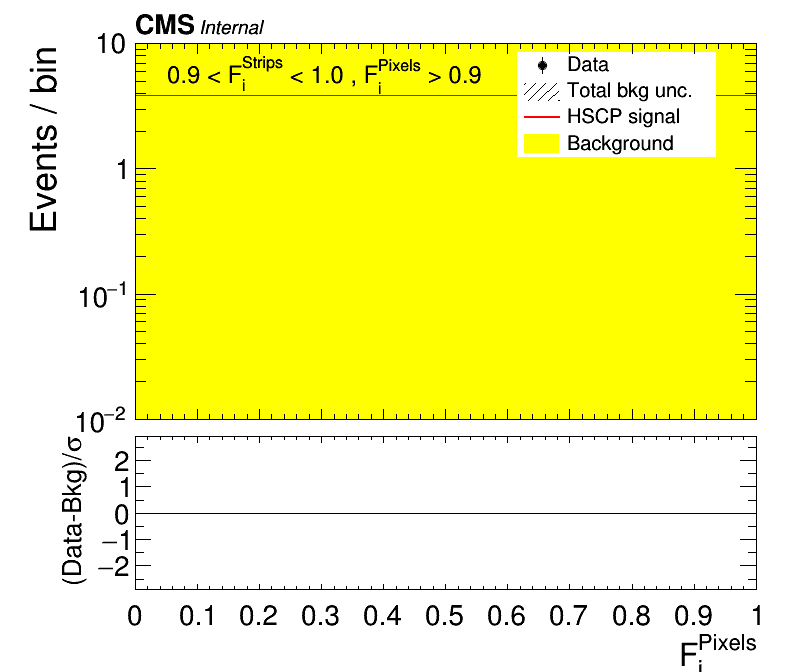 CMS Internal
10
1
10⁻¹
10⁻²
Events / bin
0.9 < F_i^Strips < 1.0 , F_i^Pixels > 0.9
Data
Total bkg unc.
HSCP signal
Background
(Data-Bkg)/σ
2
1
0
−1
−2
0 0.1 0.2 0.3 0.4 0.5 0.6 0.7 0.8 0.9 1
F_i^Pixels